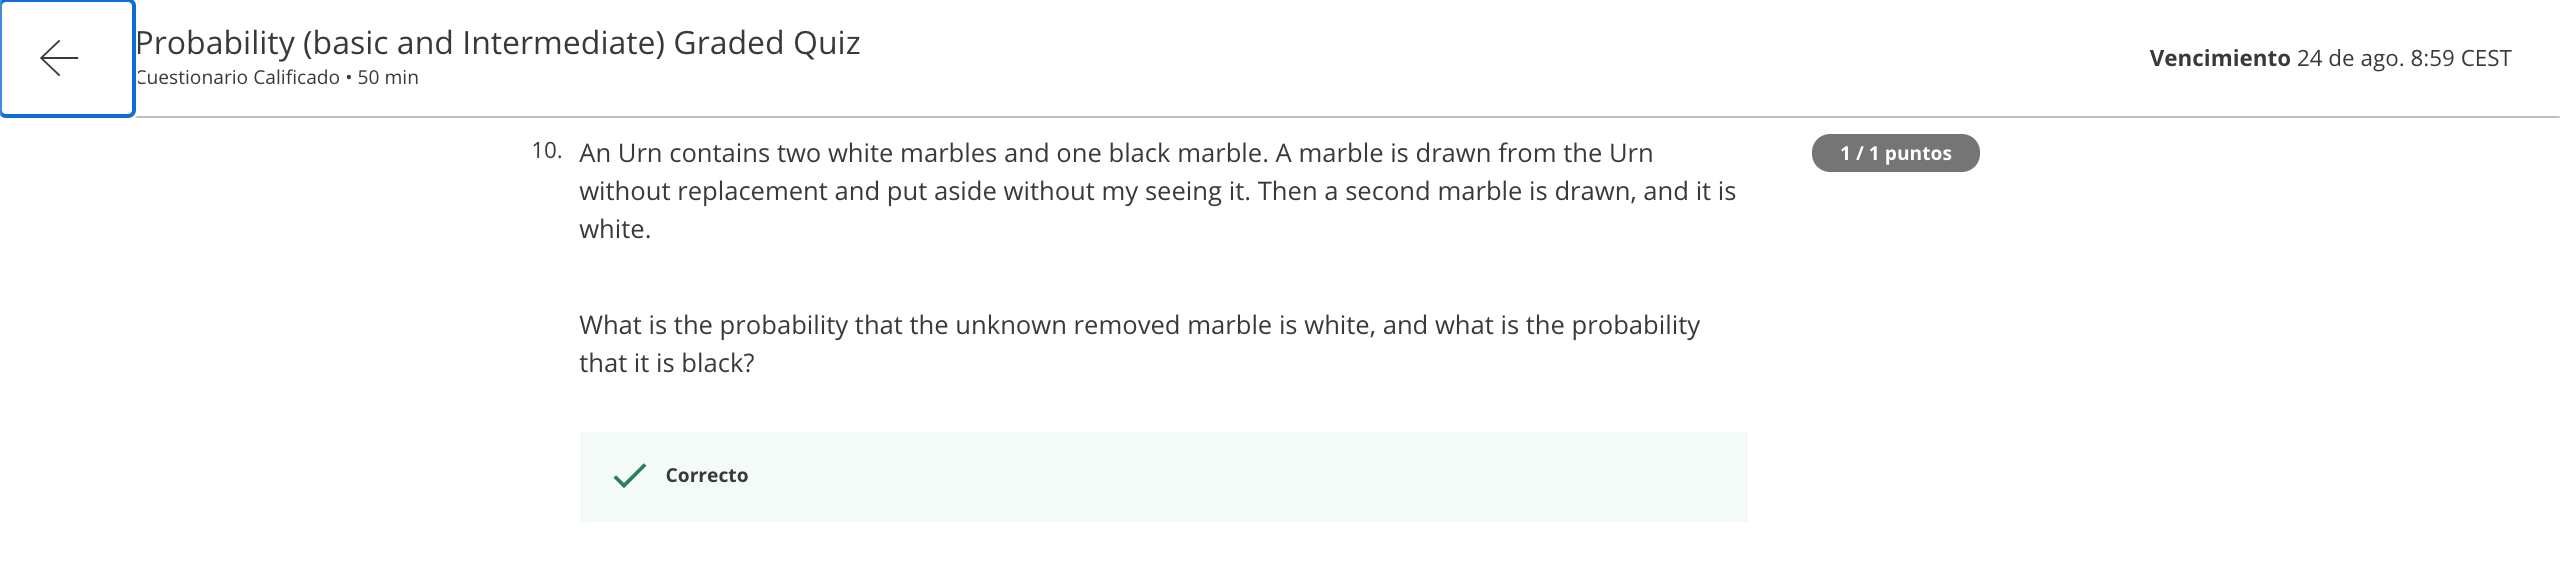 Probability (basic and Intermediate) Graded Quiz
Cuestionario Calificado • 50 min
Vencimiento 24 de ago. 8:59 CEST
10. An Urn contains two white marbles and one black marble. A marble is drawn from the Urn
without replacement and put aside without my seeing it. Then a second marble is drawn, and it is
white.
1 / 1 puntos
What is the probability that the unknown removed marble is white, and what is the probability
that it is black?
Correcto